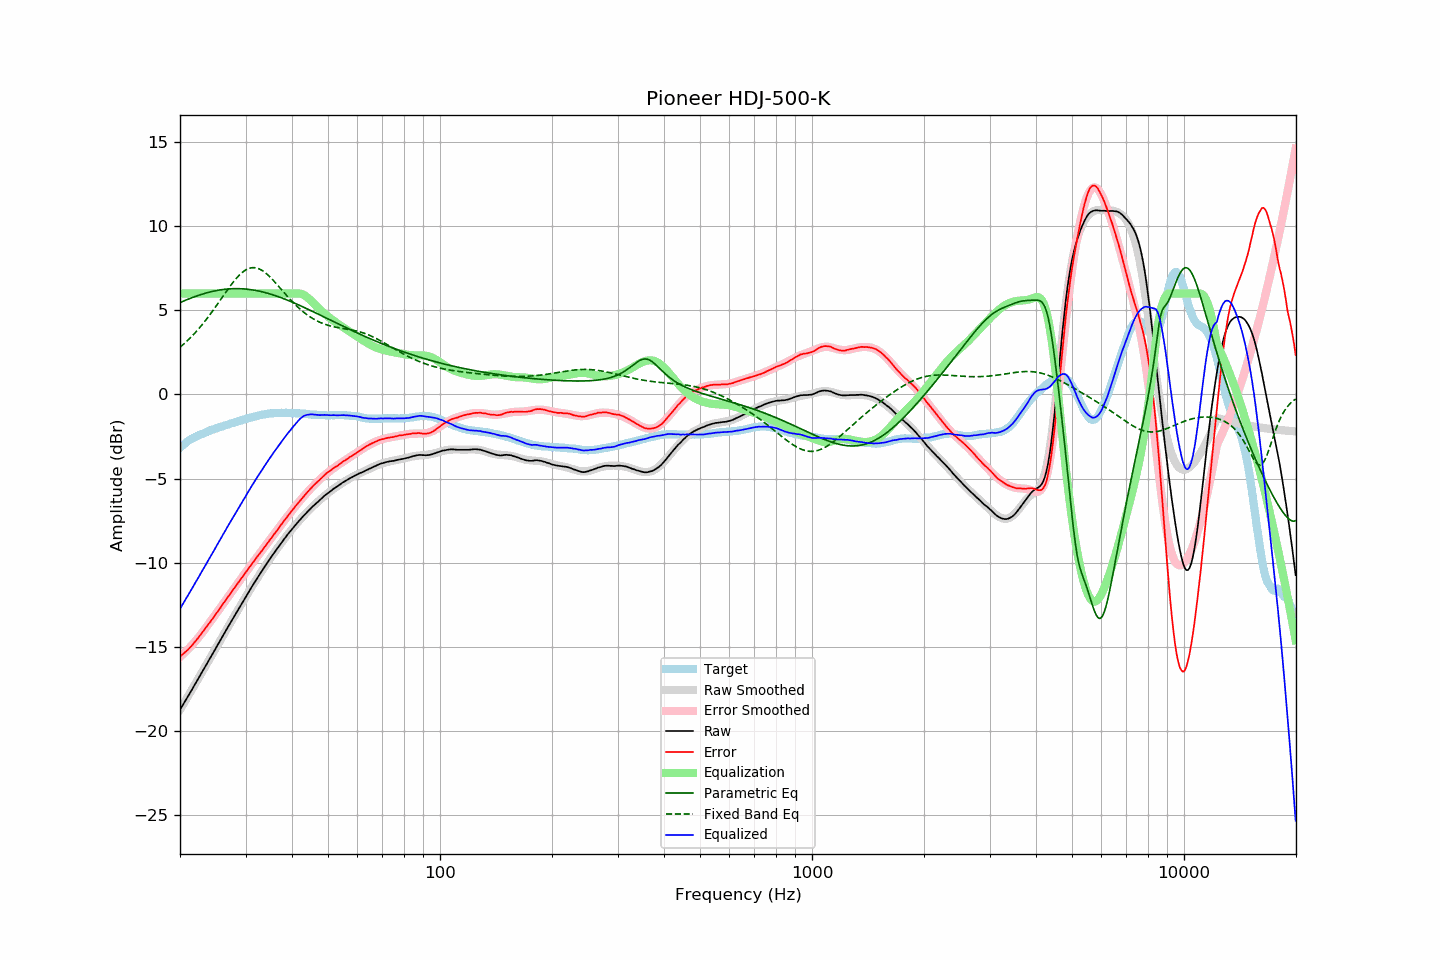 Pioneer HDJ-500-K
15
10
5
0
−5
−10
−15
−20
−25
Amplitude (dBr)
Target
Raw Smoothed
Error Smoothed
Raw
Error
Equalization
Parametric Eq
Fixed Band Eq
Equalized
100
1000
10000
Frequency (Hz)